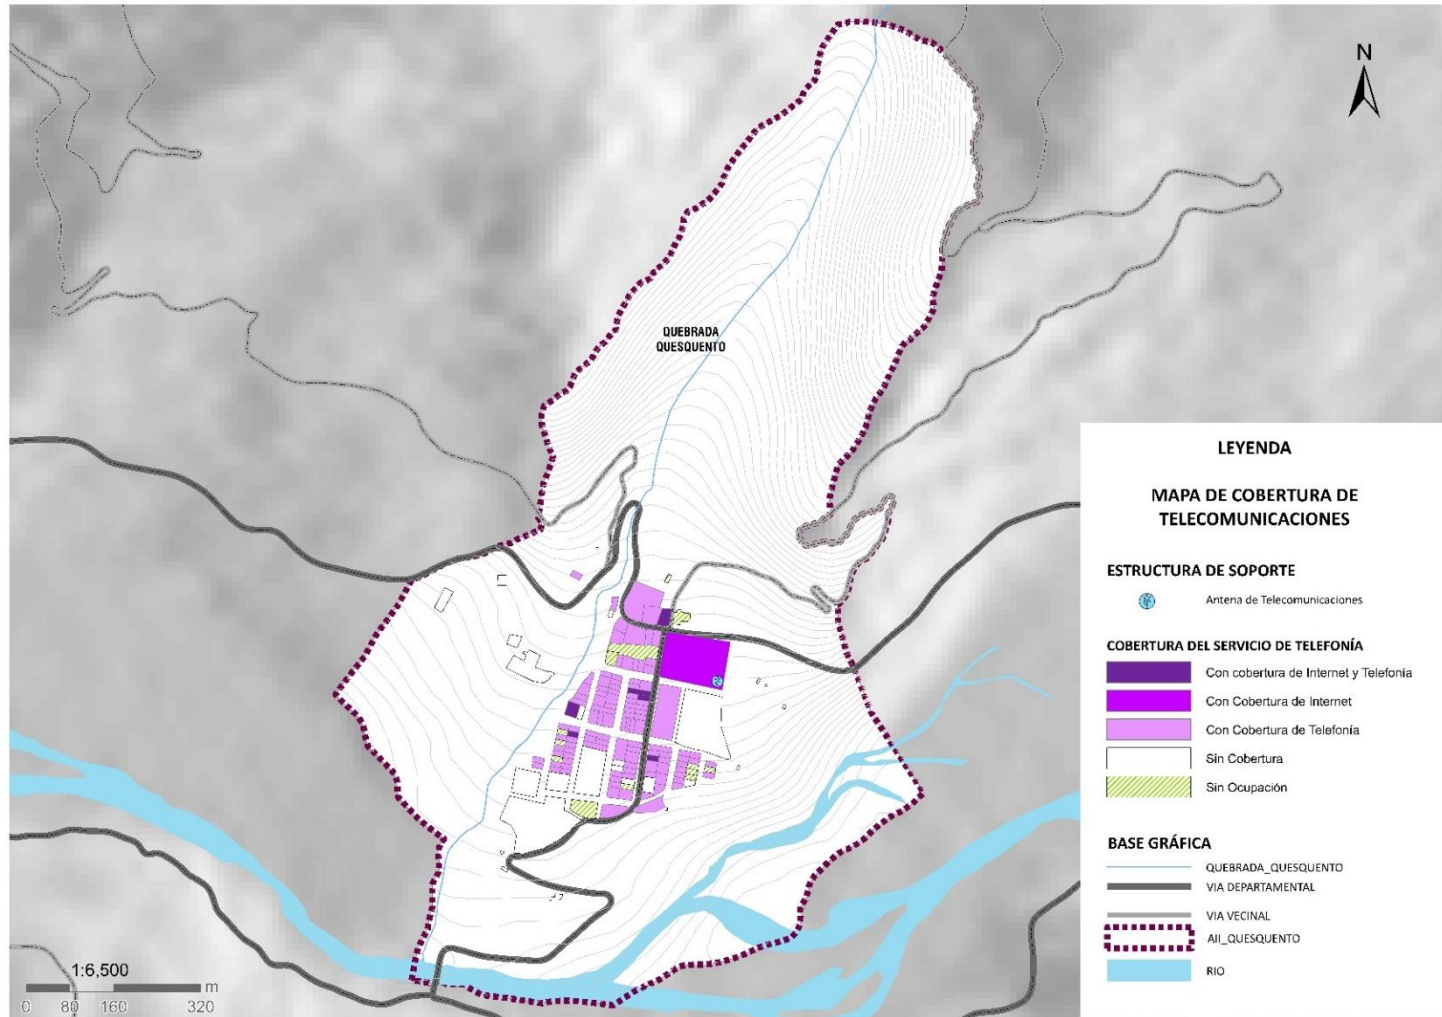 N
QUEBRADA
QUESQUENTO
LEYENDA
MAPA DE COBERTURA DE
TELECOMUNICACIONES
ESTRUCTURA DE SOPORTE
Antena de Telecomunicaciones
COBERTURA DEL SERVICIO DE TELEFONÍA
Con cobertura de Internet y Telefonía
Con Cobertura de Internet
Con Cobertura de Telefonía
Sin Cobertura
Sin Ocupación
BASE GRÁFICA
QUEBRADA_QUESQUENTO
VIA DEPARTAMENTAL
VIA VECINAL
AII_QUESQUENTO
RIO
1:6,500
m
0 80 160 320